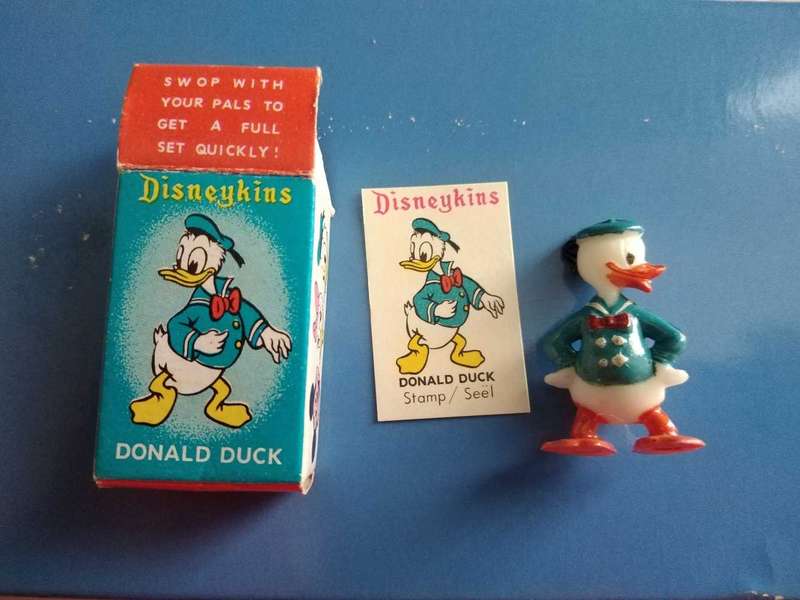 SWOP WITH
YOUR PALS TO
GET A FULL
SET QUICKLY!
Disneykins
DONALD DUCK
Disneykins
DONALD DUCK
Stamp / Seël